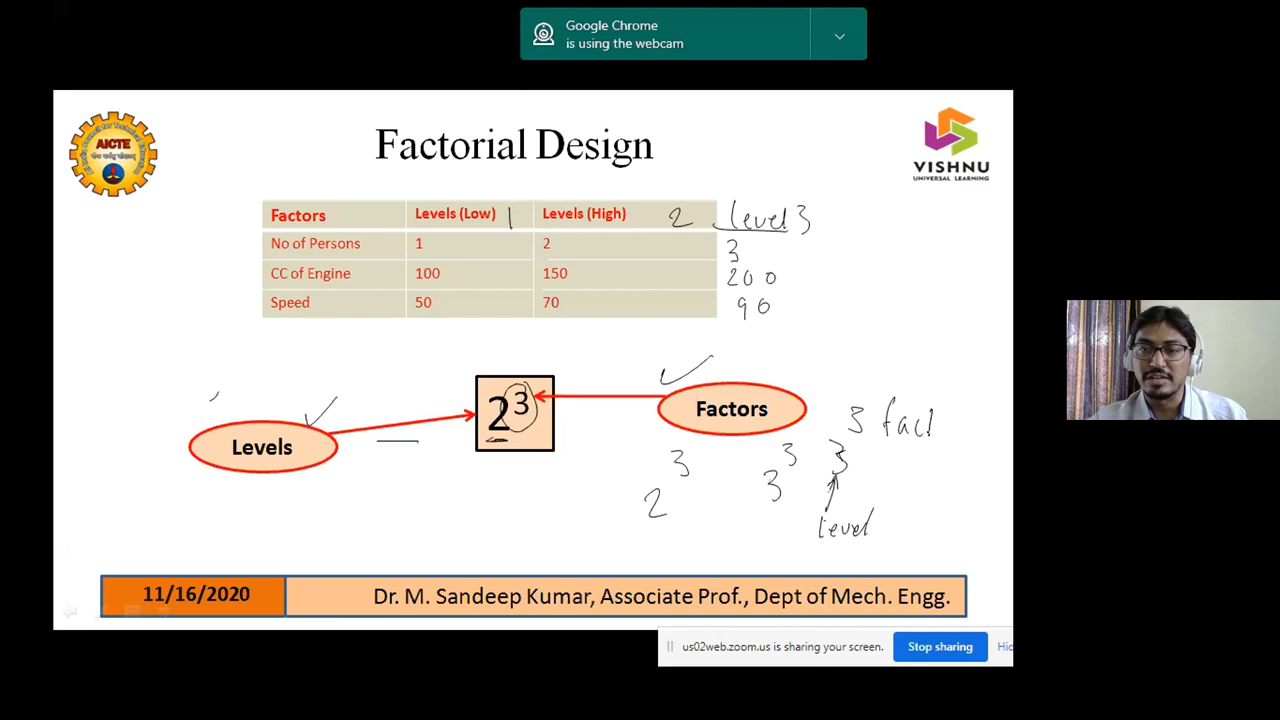 Google Chrome
is using the webcam
AICTE
Factorial Design
VISHNU
UNIVERSAL LEARNING
Factors Levels (Low) 1 Levels (High) 2 level 3
No of Persons 1 2 3
CC of Engine 100 150 200
Speed 50 70 90
2³
Factors
Levels
3 fact
2³ 3³ 3
level
11/16/2020 Dr. M. Sandeep Kumar, Associate Prof., Dept of Mech. Engg.
us02web.zoom.us is sharing your screen. Stop sharing